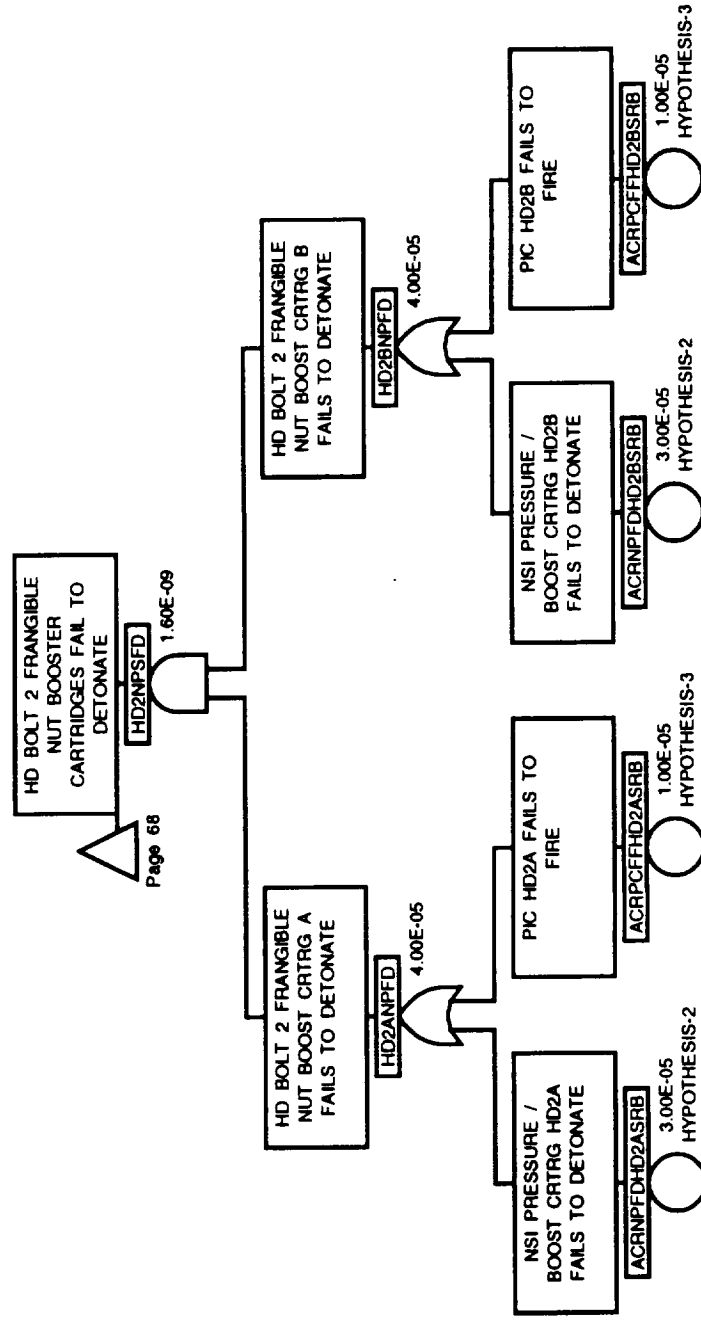 HD BOLT 2 FRANGIBLE
NUT BOOSTER
CARTRIDGES FAIL TO
DETONATE
Page 68
HD2NPSFD
1.60E-09
HD BOLT 2 FRANGIBLE
NUT BOOST CRTRG A
FAILS TO DETONATE
HD2ANPFD
4.00E-05
HD BOLT 2 FRANGIBLE
NUT BOOST CRTRG B
FAILS TO DETONATE
HD2BNPFD
4.00E-05
NSI PRESSURE /
BOOST CRTRG HD2A
FAILS TO DETONATE
ACRNPFDHD2ASRB
3.00E-05
HYPOTHESIS-2
PIC HD2A FAILS TO
FIRE
ACRPCFFHD2ASRB
1.00E-05
HYPOTHESIS-3
NSI PRESSURE /
BOOST CRTRG HD2B
FAILS TO DETONATE
ACRNPFDHD2BSRB
3.00E-05
HYPOTHESIS-2
PIC HD2B FAILS TO
FIRE
ACRPCFFHD2BSRB
1.00E-05
HYPOTHESIS-3